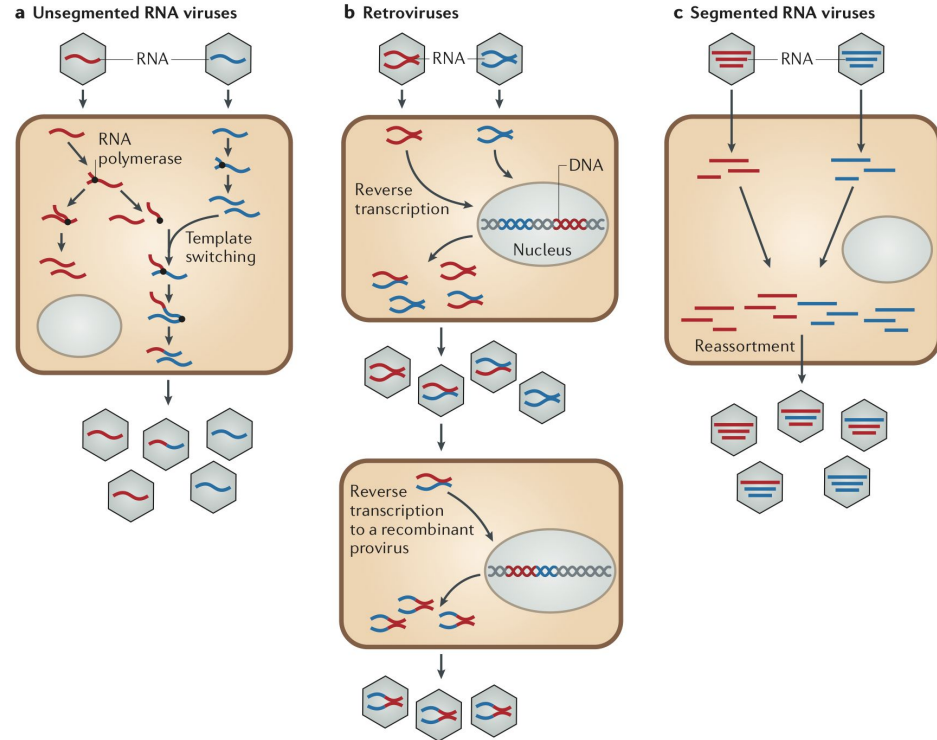 a Unsegmented RNA viruses
RNA
RNA
polymerase
Template
switching
b Retroviruses
RNA
DNA
Reverse
transcription
Nucleus
Reverse
transcription
to a recombinant
provirus
c Segmented RNA viruses
RNA
Reassortment